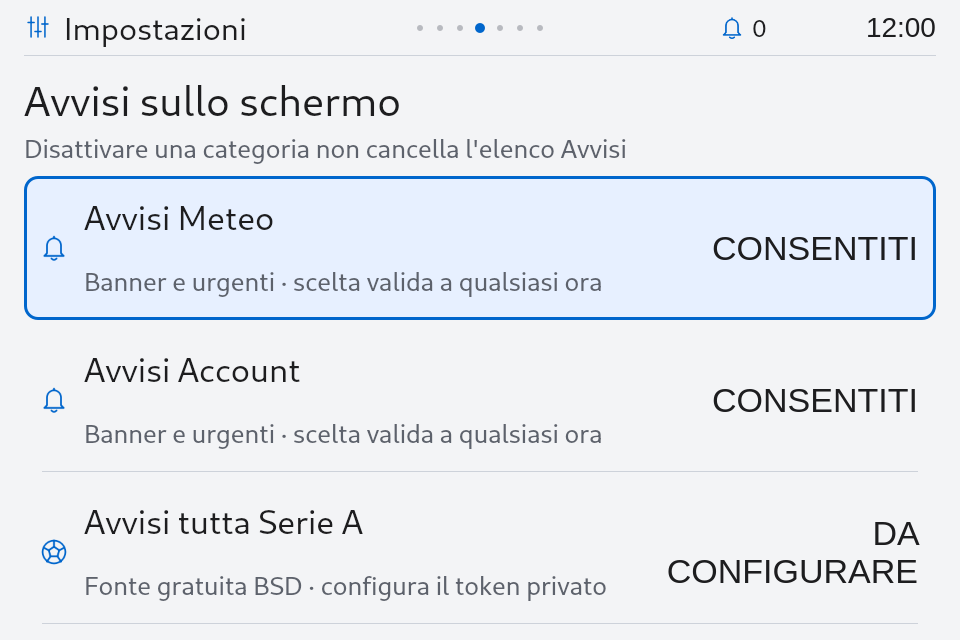 Impostazioni
0
12:00
Avvisi sullo schermo
Disattivare una categoria non cancella l'elenco Avvisi
Avvisi Meteo
CONSENTITI
Banner e urgenti · scelta valida a qualsiasi ora
Avvisi Account
CONSENTITI
Banner e urgenti · scelta valida a qualsiasi ora
Avvisi tutta Serie A
DA
CONFIGURARE
Fonte gratuita BSD · configura il token privato